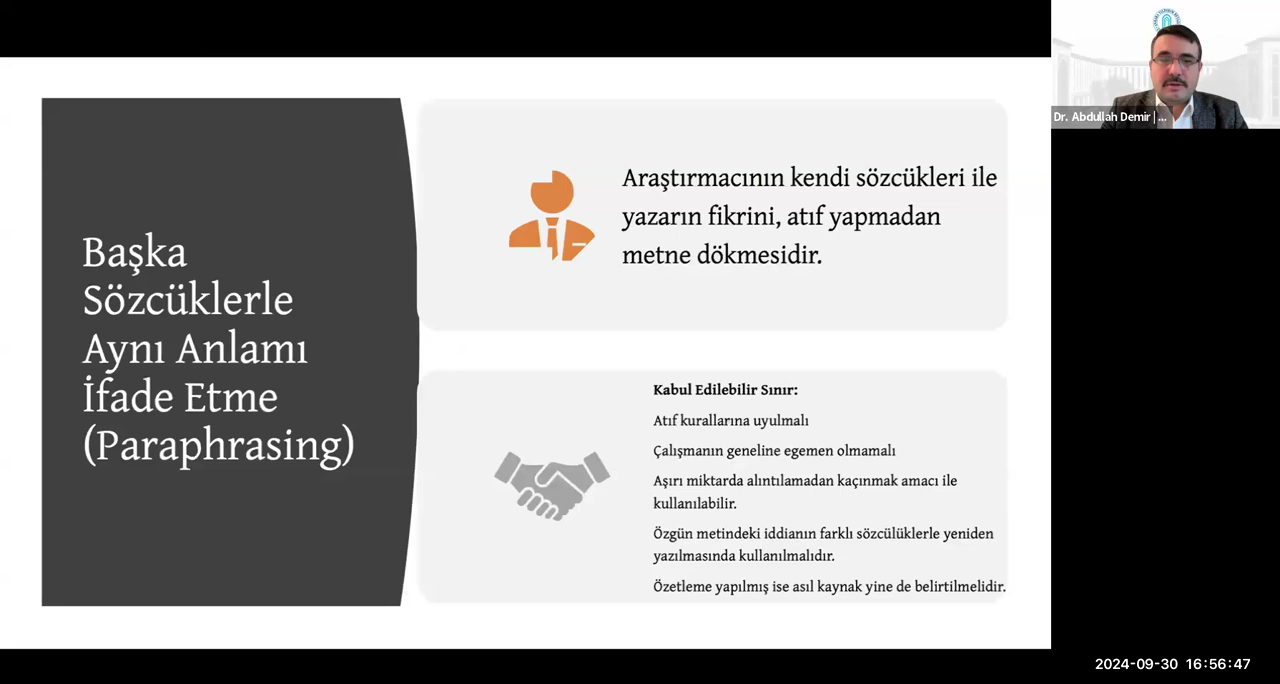 Başka
Sözcüklerle
Aynı Anlamı
İfade Etme
(Paraphrasing)
Araştırmacının kendi sözcükleri ile
yazarın fikrini, atıf yapmadan
metne dökmesidir.
Kabul Edilebilir Sınır:
Atıf kurallarına uyulmalı
Çalışmanın geneline egemen olmamalı
Aşırı miktarda alıntılamadan kaçınmak amacı ile
kullanılabilir.
Özgün metindeki iddianın farklı sözcülüklerle yeniden
yazılmasında kullanılmalıdır.
Özetleme yapılmış ise asıl kaynak yine de belirtilmelidir.
Dr. Abdullah Demir | ...
2024-09-30 16:56:47